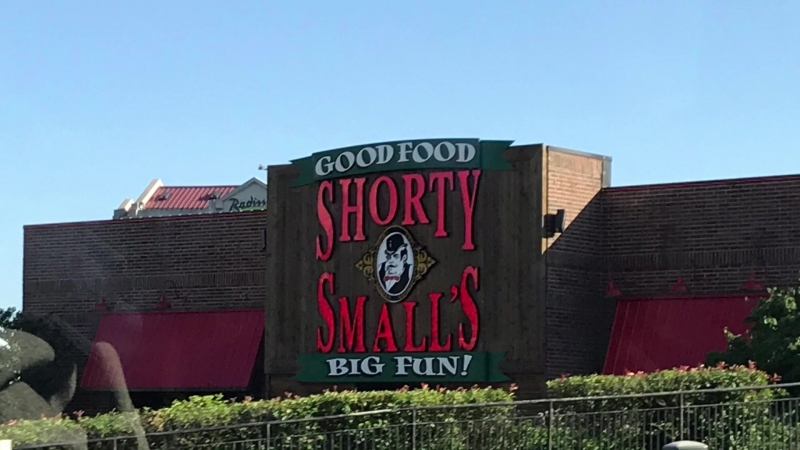 GOOD FOOD
SHORTY
SMALL'S
BIG FUN!